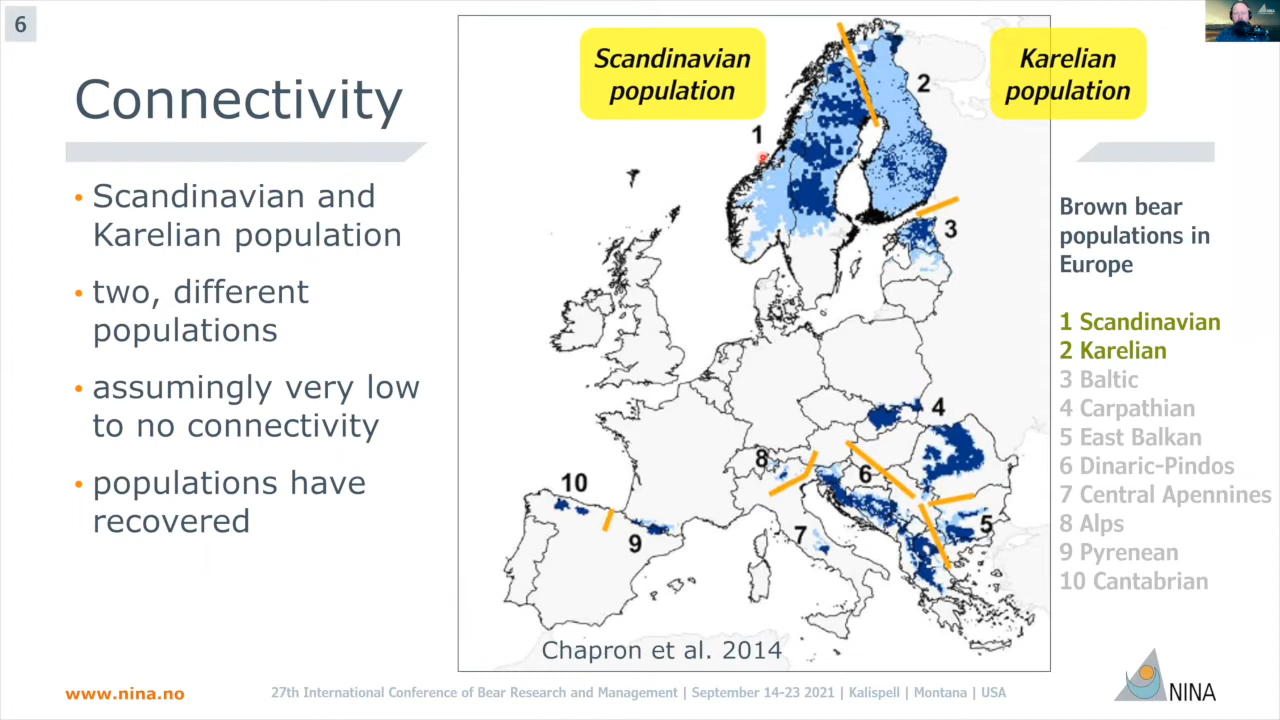 6
Connectivity
• Scandinavian and
Karelian population
• two, different
populations
• assumingly very low
to no connectivity
• populations have
recovered
Scandinavian
population
Karelian
population
1
2
3
4
5
6
7
8
9
10
Chapron et al. 2014
Brown bear
populations in
Europe
1 Scandinavian
2 Karelian
3 Baltic
4 Carpathian
5 East Balkan
6 Dinaric-Pindos
7 Central Apennines
8 Alps
9 Pyrenean
10 Cantabrian
www.nina.no
27th International Conference of Bear Research and Management | September 14-23 2021 | Kalispell | Montana | USA
NINA